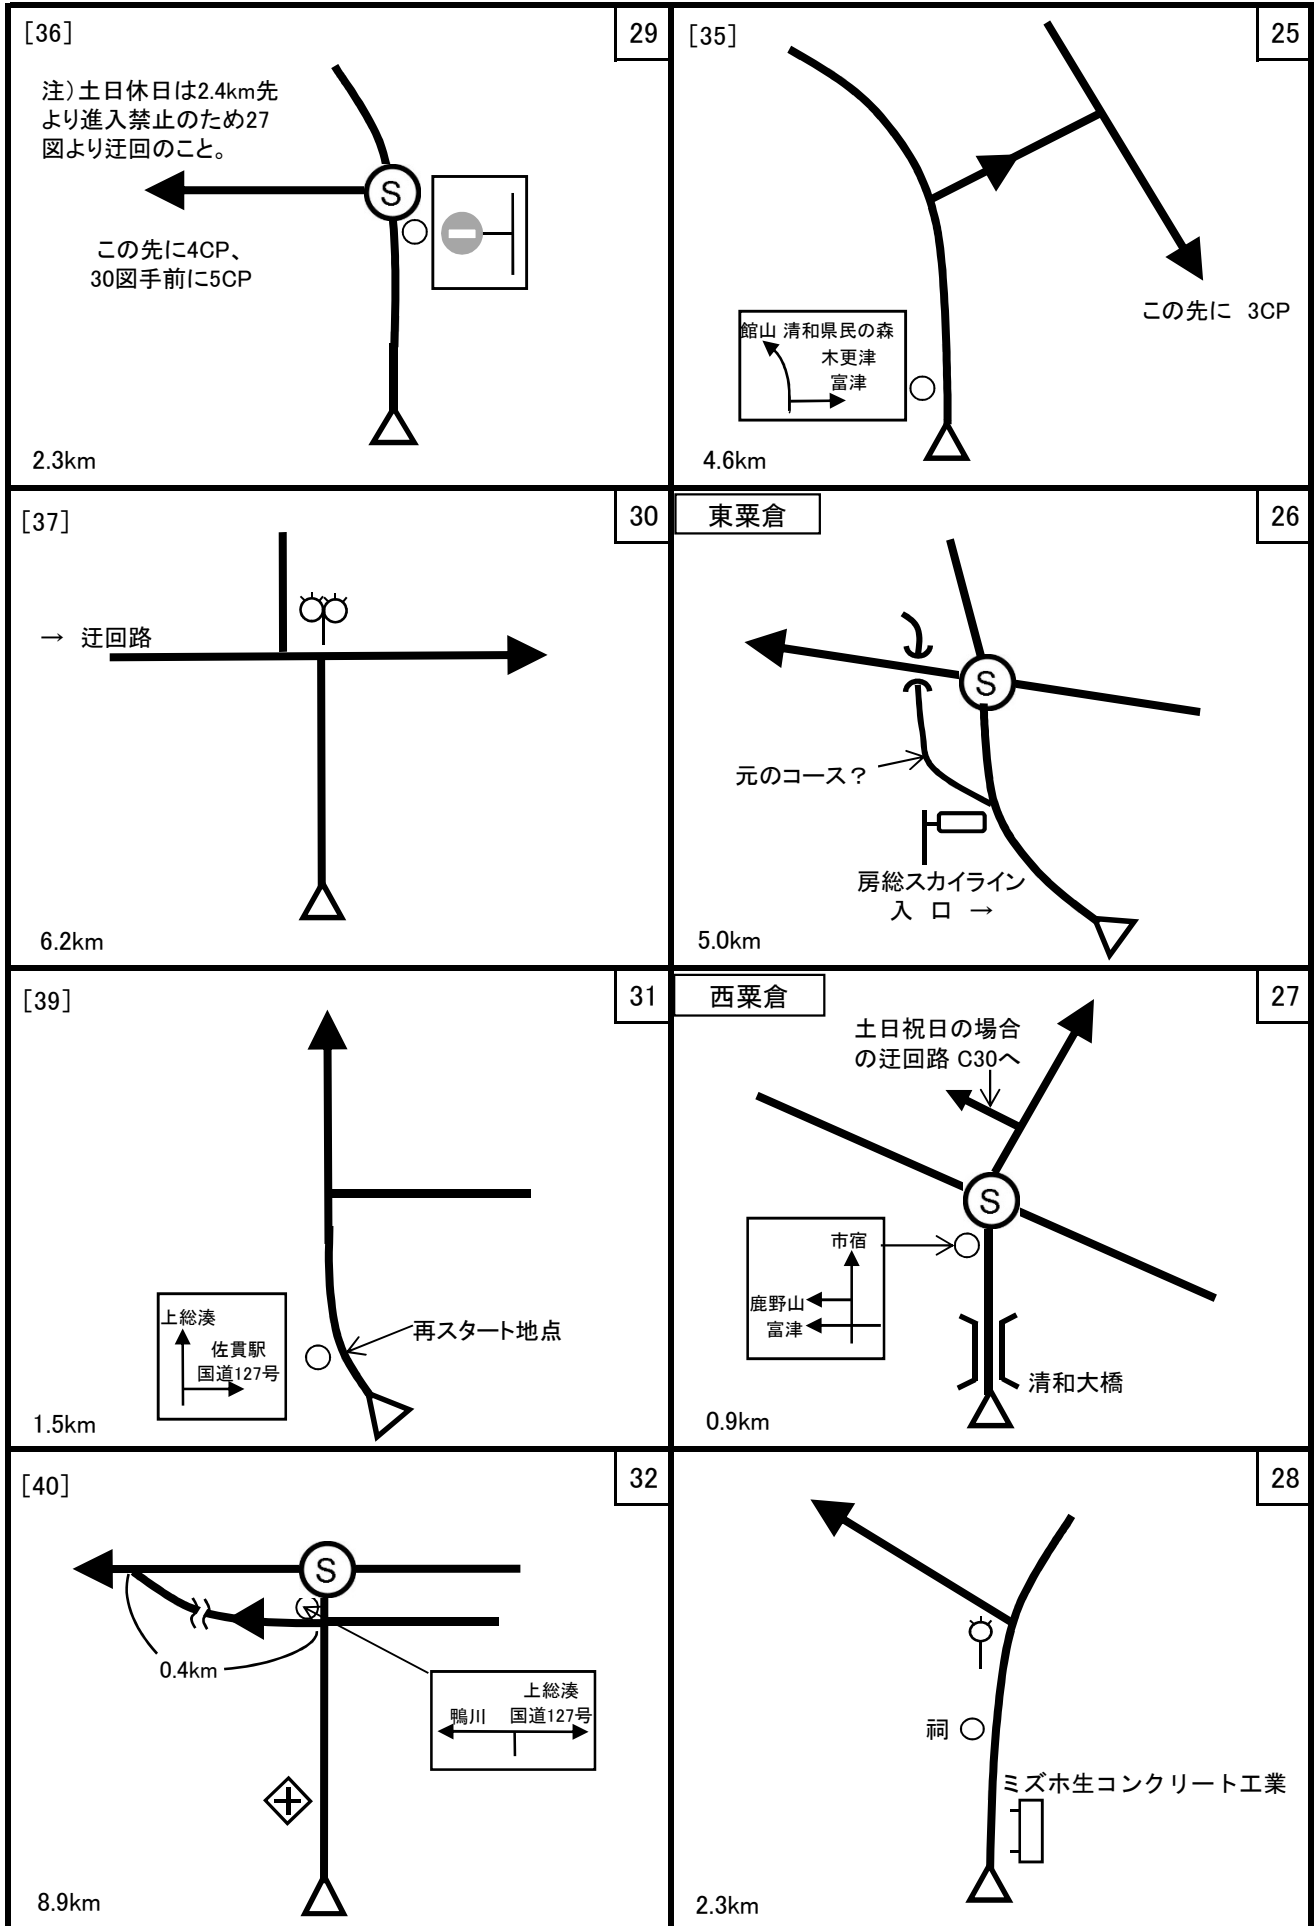 [36]
29
注）土日休日は2.4km先
より進入禁止のため27
図より迂回のこと。
S
この先に4CP、
30図手前に5CP
2.3km
[35]
25
この先に 3CP
館山 清和県民の森
木更津
富津
4.6km
[37]
30
→ 迂回路
6.2km
東粟倉
26
S
元のコース？
房総スカイライン
入 口 →
5.0km
[39]
31
上総湊
佐貫駅
国道127号
再スタート地点
1.5km
西粟倉
27
土日祝日の場合
の迂回路 C30へ
S
市宿
鹿野山
富津
清和大橋
0.9km
[40]
32
S
0.4km
上総湊
鴨川 国道127号
8.9km
28
祠
ミズホ生コンクリート工業
2.3km